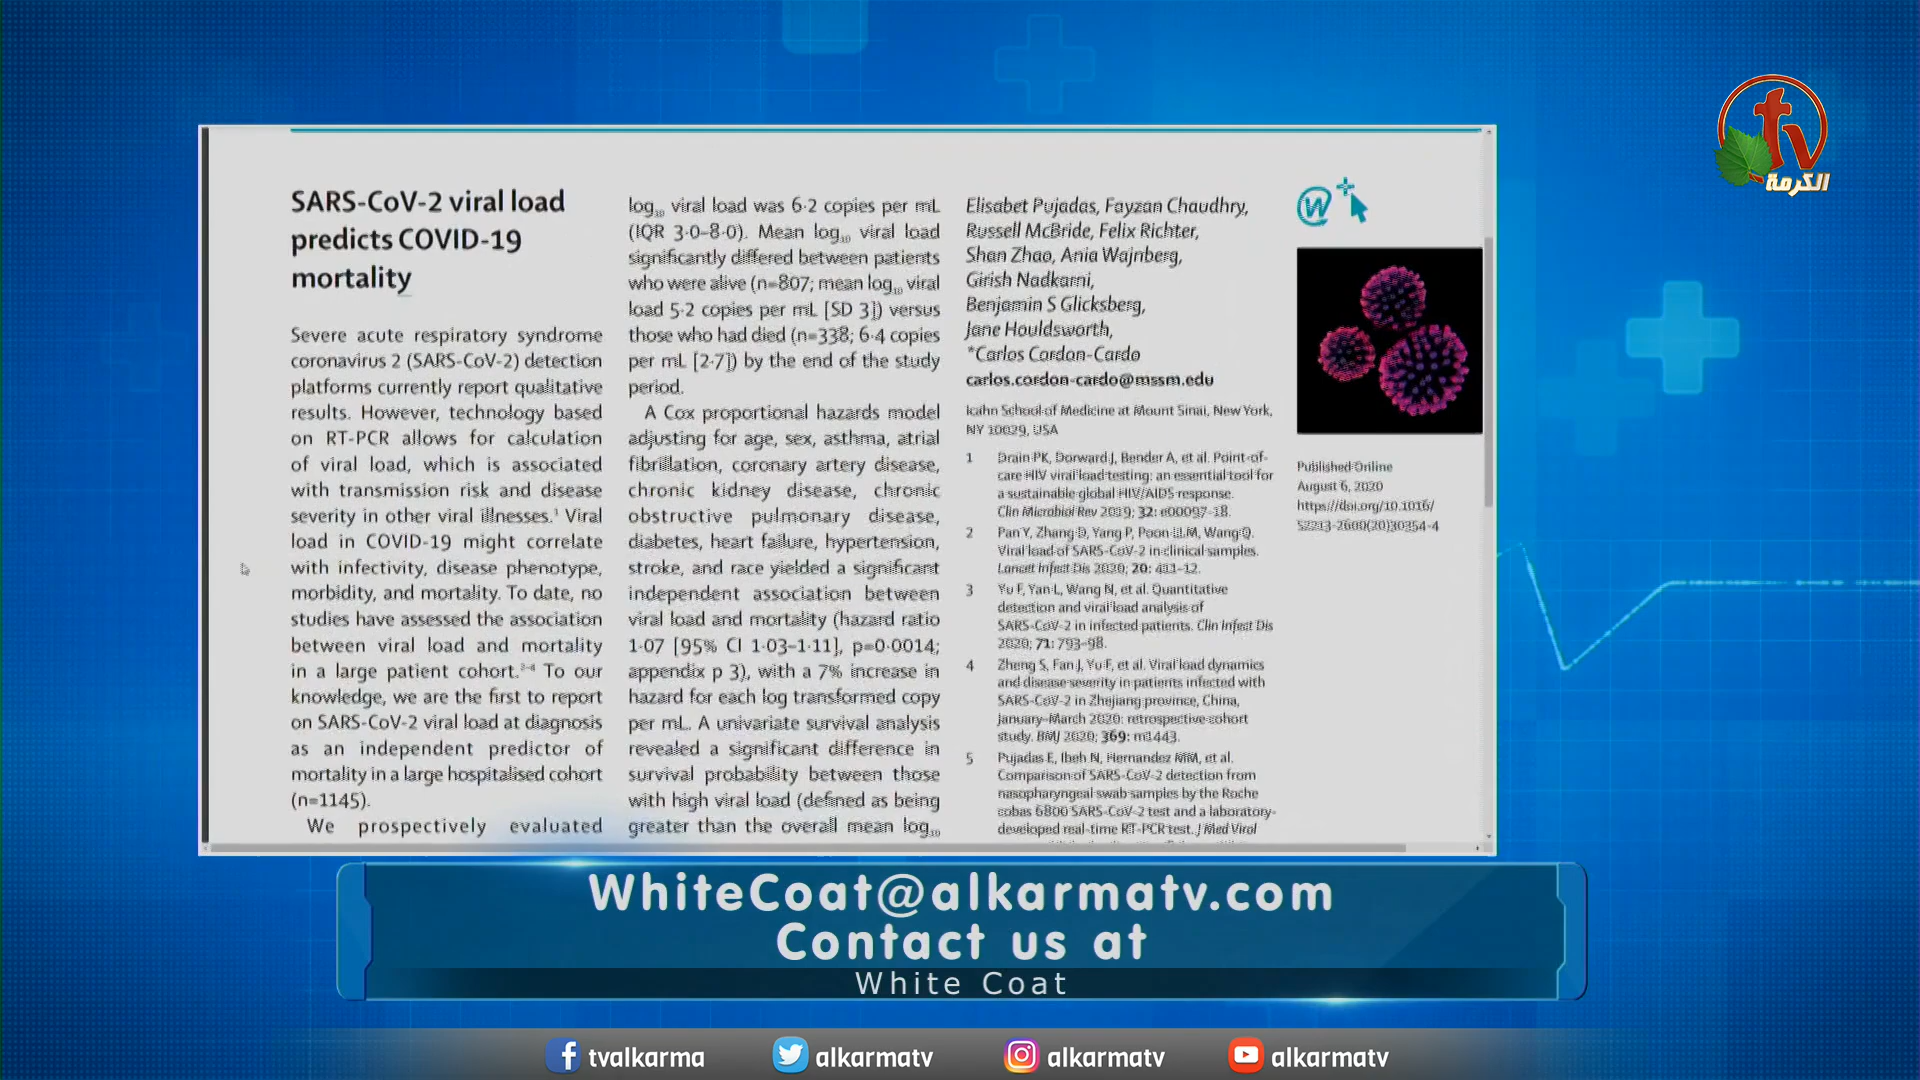 tv
الكرمة
SARS-CoV-2 viral load
predicts COVID-19
mortality
Severe acute respiratory syndrome
coronavirus 2 (SARS-CoV-2) detection
platforms currently report qualitative
results. However, technology based
on RT-PCR allows for calculation
of viral load, which is associated
with transmission risk and disease
severity in other viral illnesses.¹ Viral
load in COVID-19 might correlate
with infectivity, disease phenotype,
morbidity, and mortality. To date, no
studies have assessed the association
between viral load and mortality
in a large patient cohort.²⁻⁴ To our
knowledge, we are the first to report
on SARS-CoV-2 viral load at diagnosis
as an independent predictor of
mortality in a large hospitalised cohort
(n=1145).
We prospectively evaluated
log₁₀ viral load was 6·2 copies per mL
(IQR 3·0–8·0). Mean log₁₀ viral load
significantly differed between patients
who were alive (n=807; mean log₁₀ viral
load 5·2 copies per mL [SD 3]) versus
those who had died (n=338; 6·4 copies
per mL [2·7]) by the end of the study
period.
A Cox proportional hazards model
adjusting for age, sex, asthma, atrial
fibrillation, coronary artery disease,
chronic kidney disease, chronic
obstructive pulmonary disease,
diabetes, heart failure, hypertension,
stroke, and race yielded a significant
independent association between
viral load and mortality (hazard ratio
1·07 [95% CI 1·03–1·11], p=0·0014;
appendix p 3), with a 7% increase in
hazard for each log transformed copy
per mL. A univariate survival analysis
revealed a significant difference in
survival probability between those
with high viral load (defined as being
greater than the overall mean log₁₀
Elisabet Pujadas, Fayzan Chaudhry,
Russell McBride, Felix Richter,
Shan Zhao, Ania Wajnberg,
Girish Nadkarni,
Benjamin S Glicksberg,
Jane Houldsworth,
*Carlos Cordon-Cardo
carlos.cordon-cardo@mssm.edu
Icahn School of Medicine at Mount Sinai, New York,
NY 10029, USA
1 Drain PK, Dorward J, Bender A, et al. Point-of-
care HIV viral load testing: an essential tool for
a sustainable global HIV/AIDS response.
Clin Microbiol Rev 2019; 32: e00097-18.
2 Pan Y, Zhang D, Yang P, Poon LLM, Wang Q.
Viral load of SARS-CoV-2 in clinical samples.
Lancet Infect Dis 2020; 20: 411–12.
3 Yu F, Yan L, Wang N, et al. Quantitative
detection and viral load analysis of
SARS-CoV-2 in infected patients. Clin Infect Dis
2020; 71: 793–98.
4 Zheng S, Fan J, Yu F, et al. Viral load dynamics
and disease severity in patients infected with
SARS-CoV-2 in Zhejiang province, China,
January–March 2020: retrospective cohort
study. BMJ 2020; 369: m1443.
5 Pujadas E, Ibeh N, Hernandez MM, et al.
Comparison of SARS-CoV-2 detection from
nasopharyngeal swab samples by the Roche
cobas 6800 SARS-CoV-2 test and a laboratory-
developed real-time RT-PCR test. J Med Virol
Published Online
August 6, 2020
https://doi.org/10.1016/
S2213-2600(20)30354-4
WhiteCoat@alkarmatv.com
Contact us at
White Coat
tvalkarma
alkarmatv
alkarmatv
alkarmatv